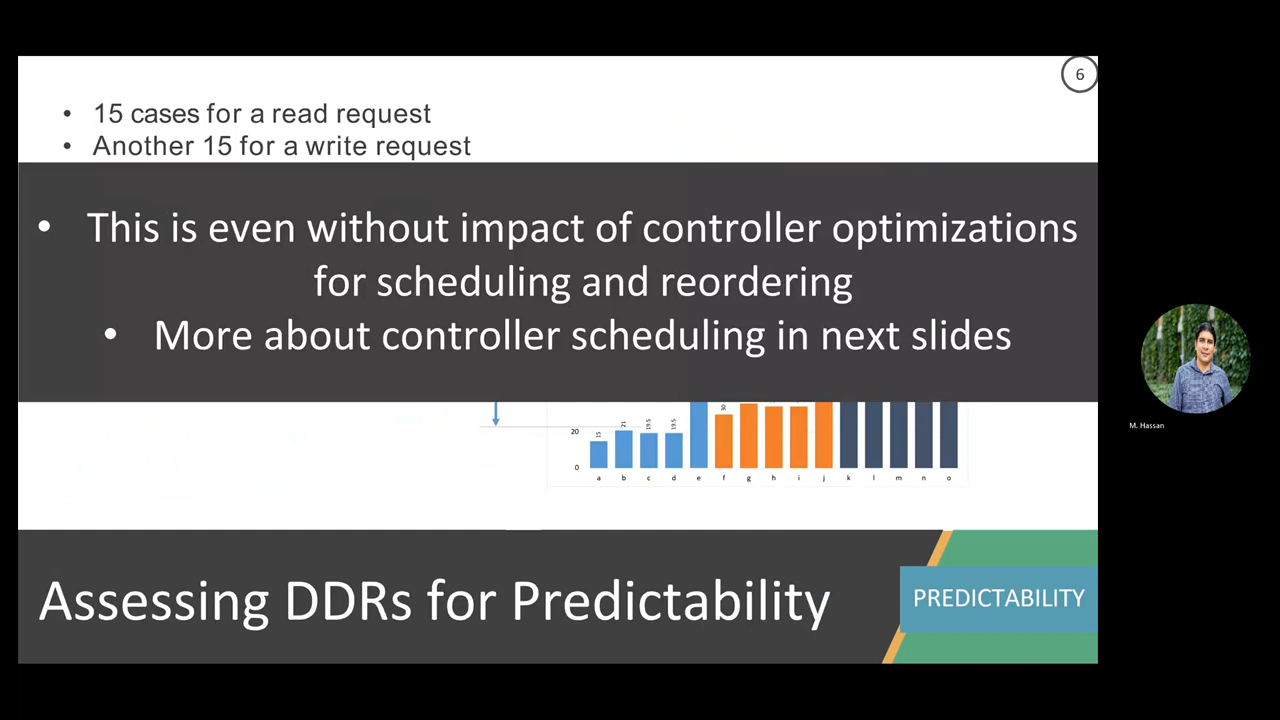 6
• 15 cases for a read request
• Another 15 for a write request
• This is even without impact of controller optimizations
for scheduling and reordering
• More about controller scheduling in next slides
30
21
19.5
19.5
15
20
0
a b c d e f g h i j k l m n o
M. Hassan
Assessing DDRs for Predictability
PREDICTABILITY